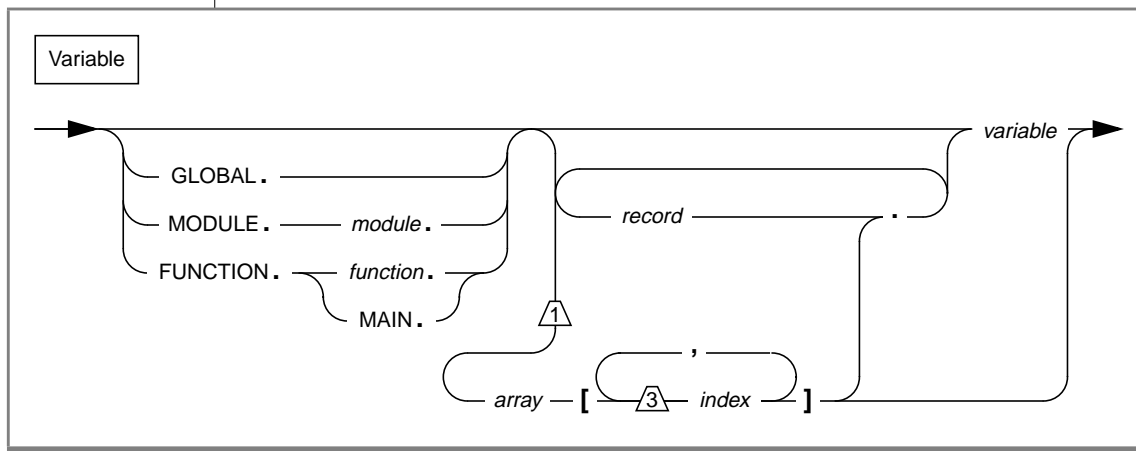 Variable
variable
GLOBAL.
record .
MODULE. module.
FUNCTION. function.
MAIN.
1
,
array [ 3 index ]